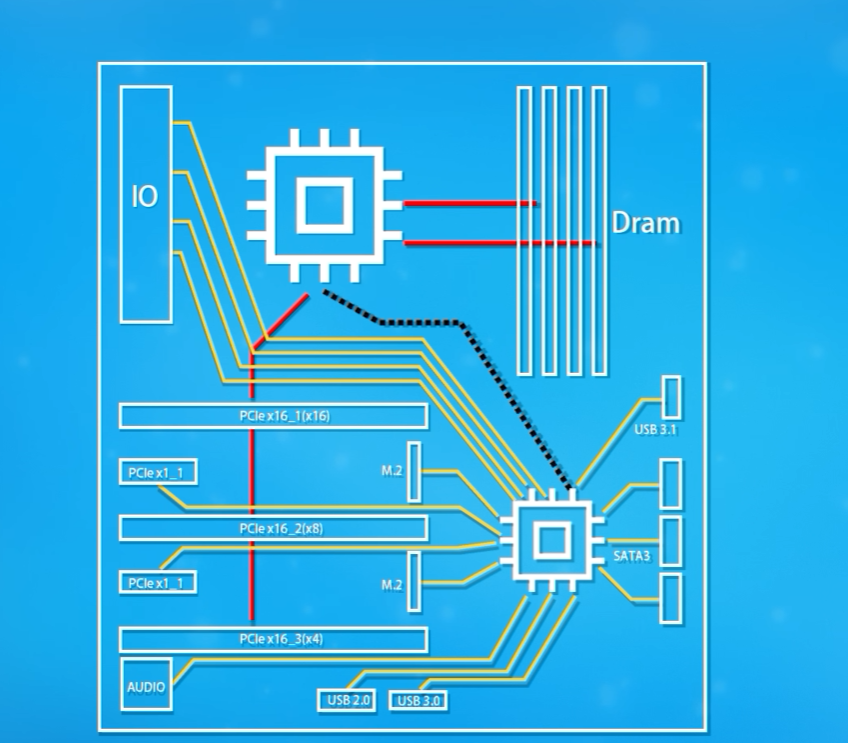 IO
Dram
PCIe x16_1(x16)
USB 3.1
PCIe x1_1
M.2
PCIe x16_2(x8)
SATA3
PCIe x1_1
M.2
PCIe x16_3(x4)
AUDIO
USB 2.0
USB 3.0